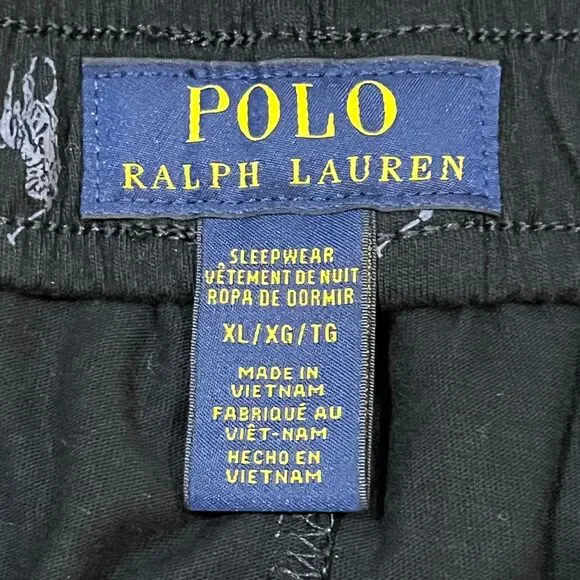 POLO
RALPH LAUREN
SLEEPWEAR
VÊTEMENT DE NUIT
ROPA DE DORMIR
XL/XG/TG
MADE IN
VIETNAM
FABRIQUÉ AU
VIÊT-NAM
HECHO EN
VIETNAM